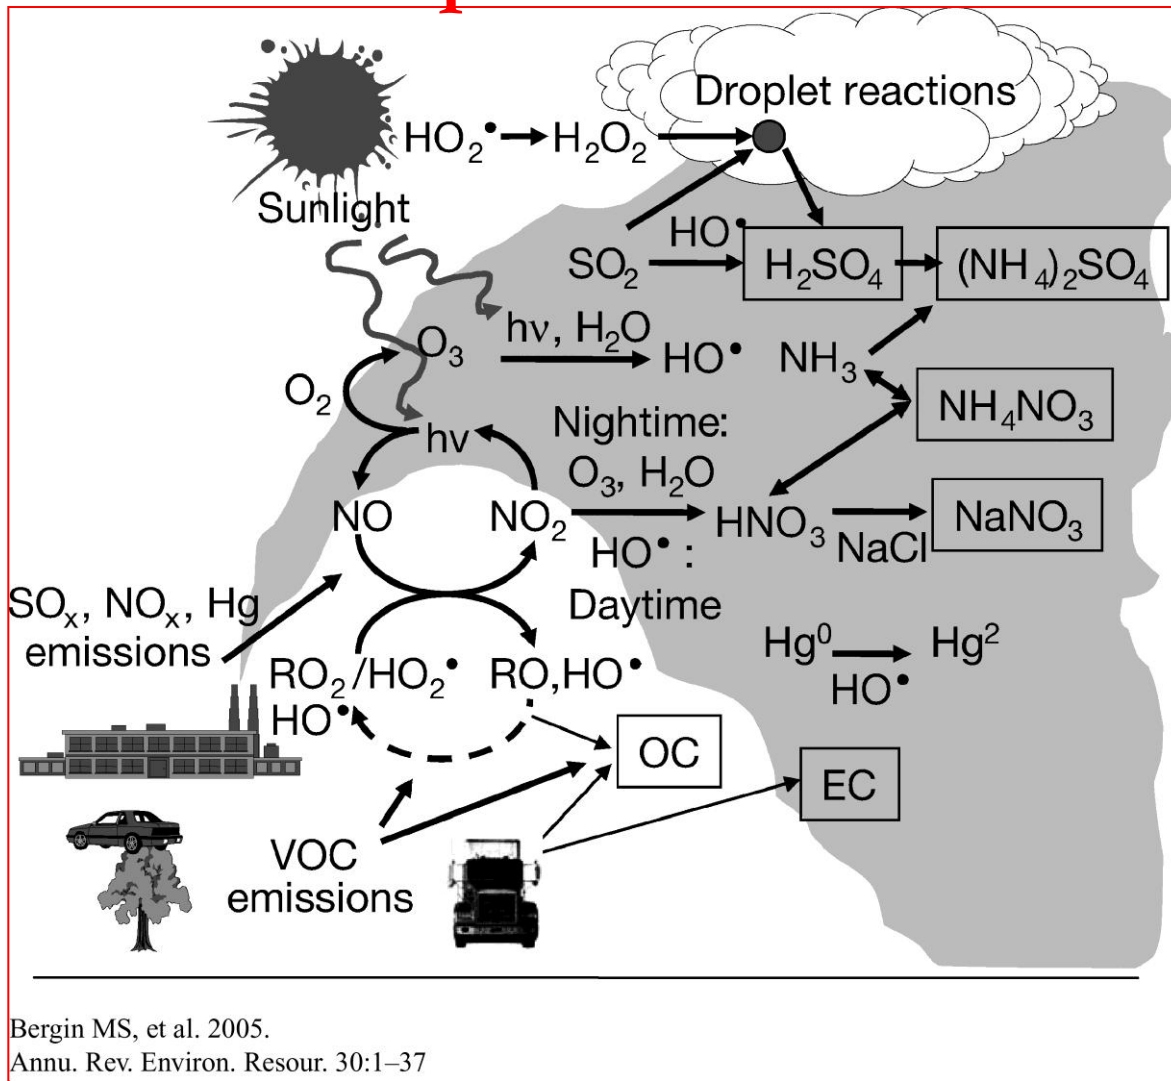 Droplet reactions
HO₂• H₂O₂
Sunlight
HO•
SO₂ H₂SO₄ (NH₄)₂SO₄
hν, H₂O
O₃ HO• NH₃
O₂
NH₄NO₃
hν Nightime:
O₃, H₂O
NO NO₂ HNO₃ NaNO₃
HO• : NaCl
Daytime
SOₓ, NOₓ, Hg
emissions
Hg⁰ Hg²
HO•
RO₂/HO₂• RO,HO•
HO•
OC
EC
VOC
emissions
Bergin MS, et al. 2005.
Annu. Rev. Environ. Resour. 30:1–37